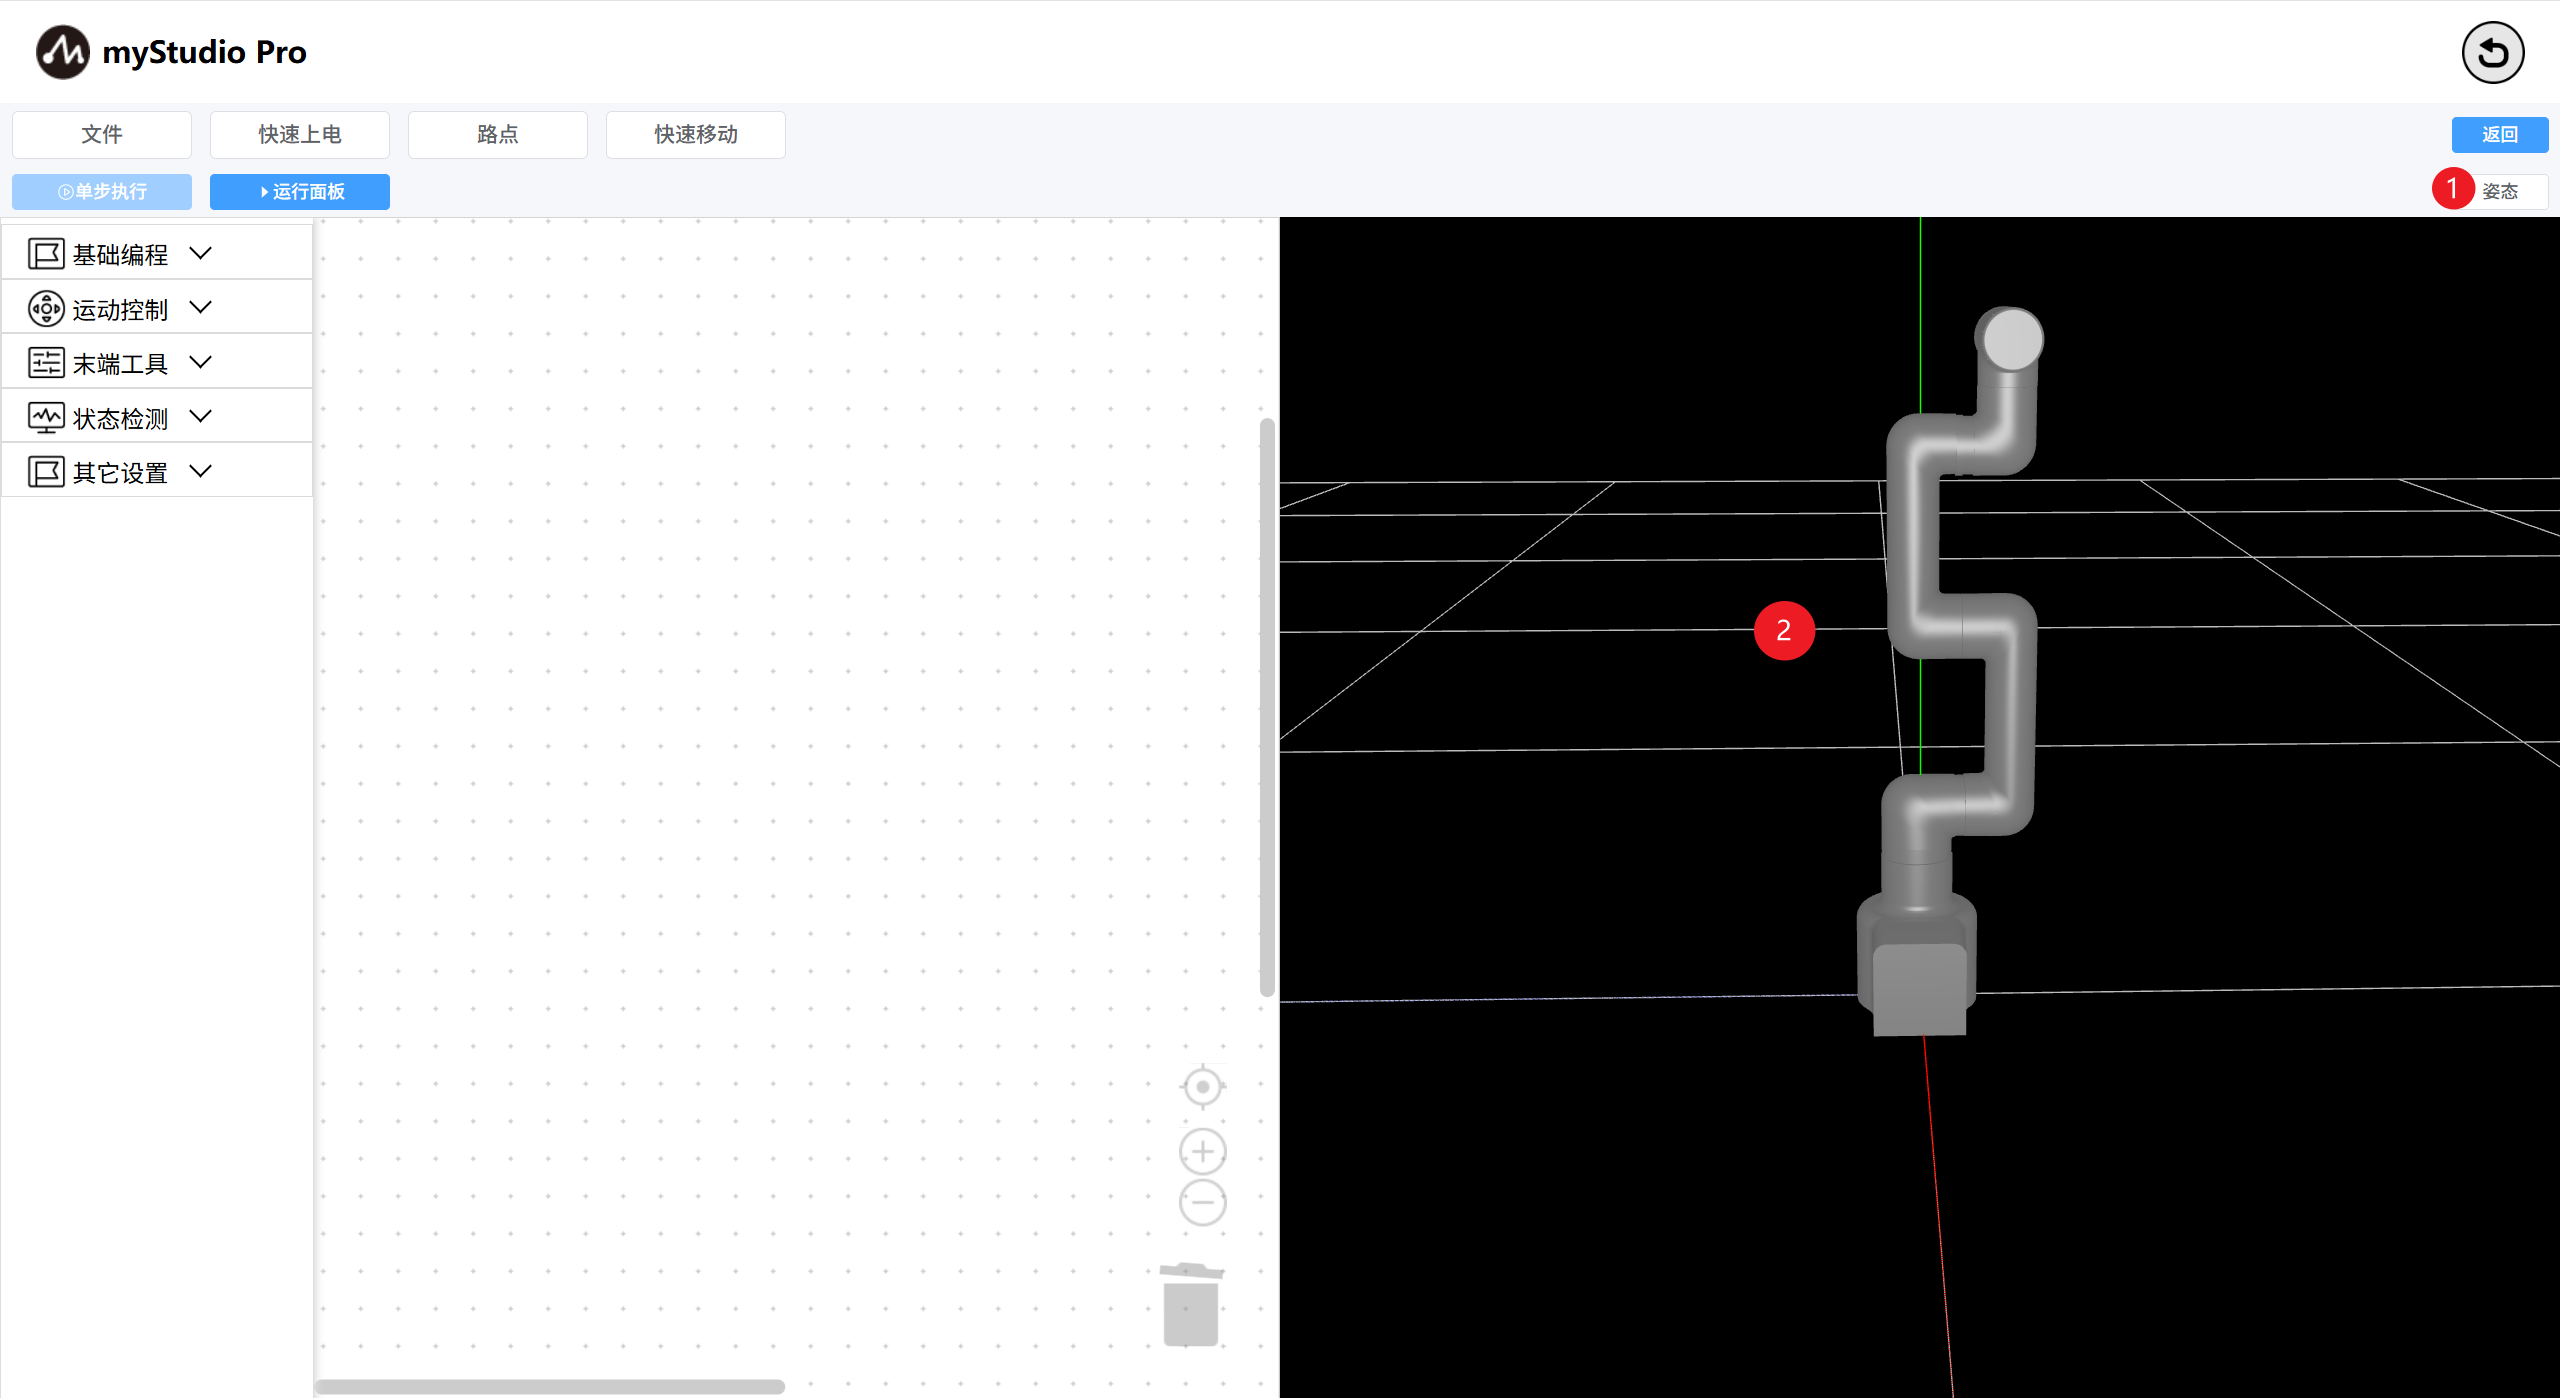 myStudio Pro
文件
快速上电
路点
快速移动
返回
单步执行
运行面板
1
姿态
基础编程
运动控制
末端工具
状态检测
其它设置
2